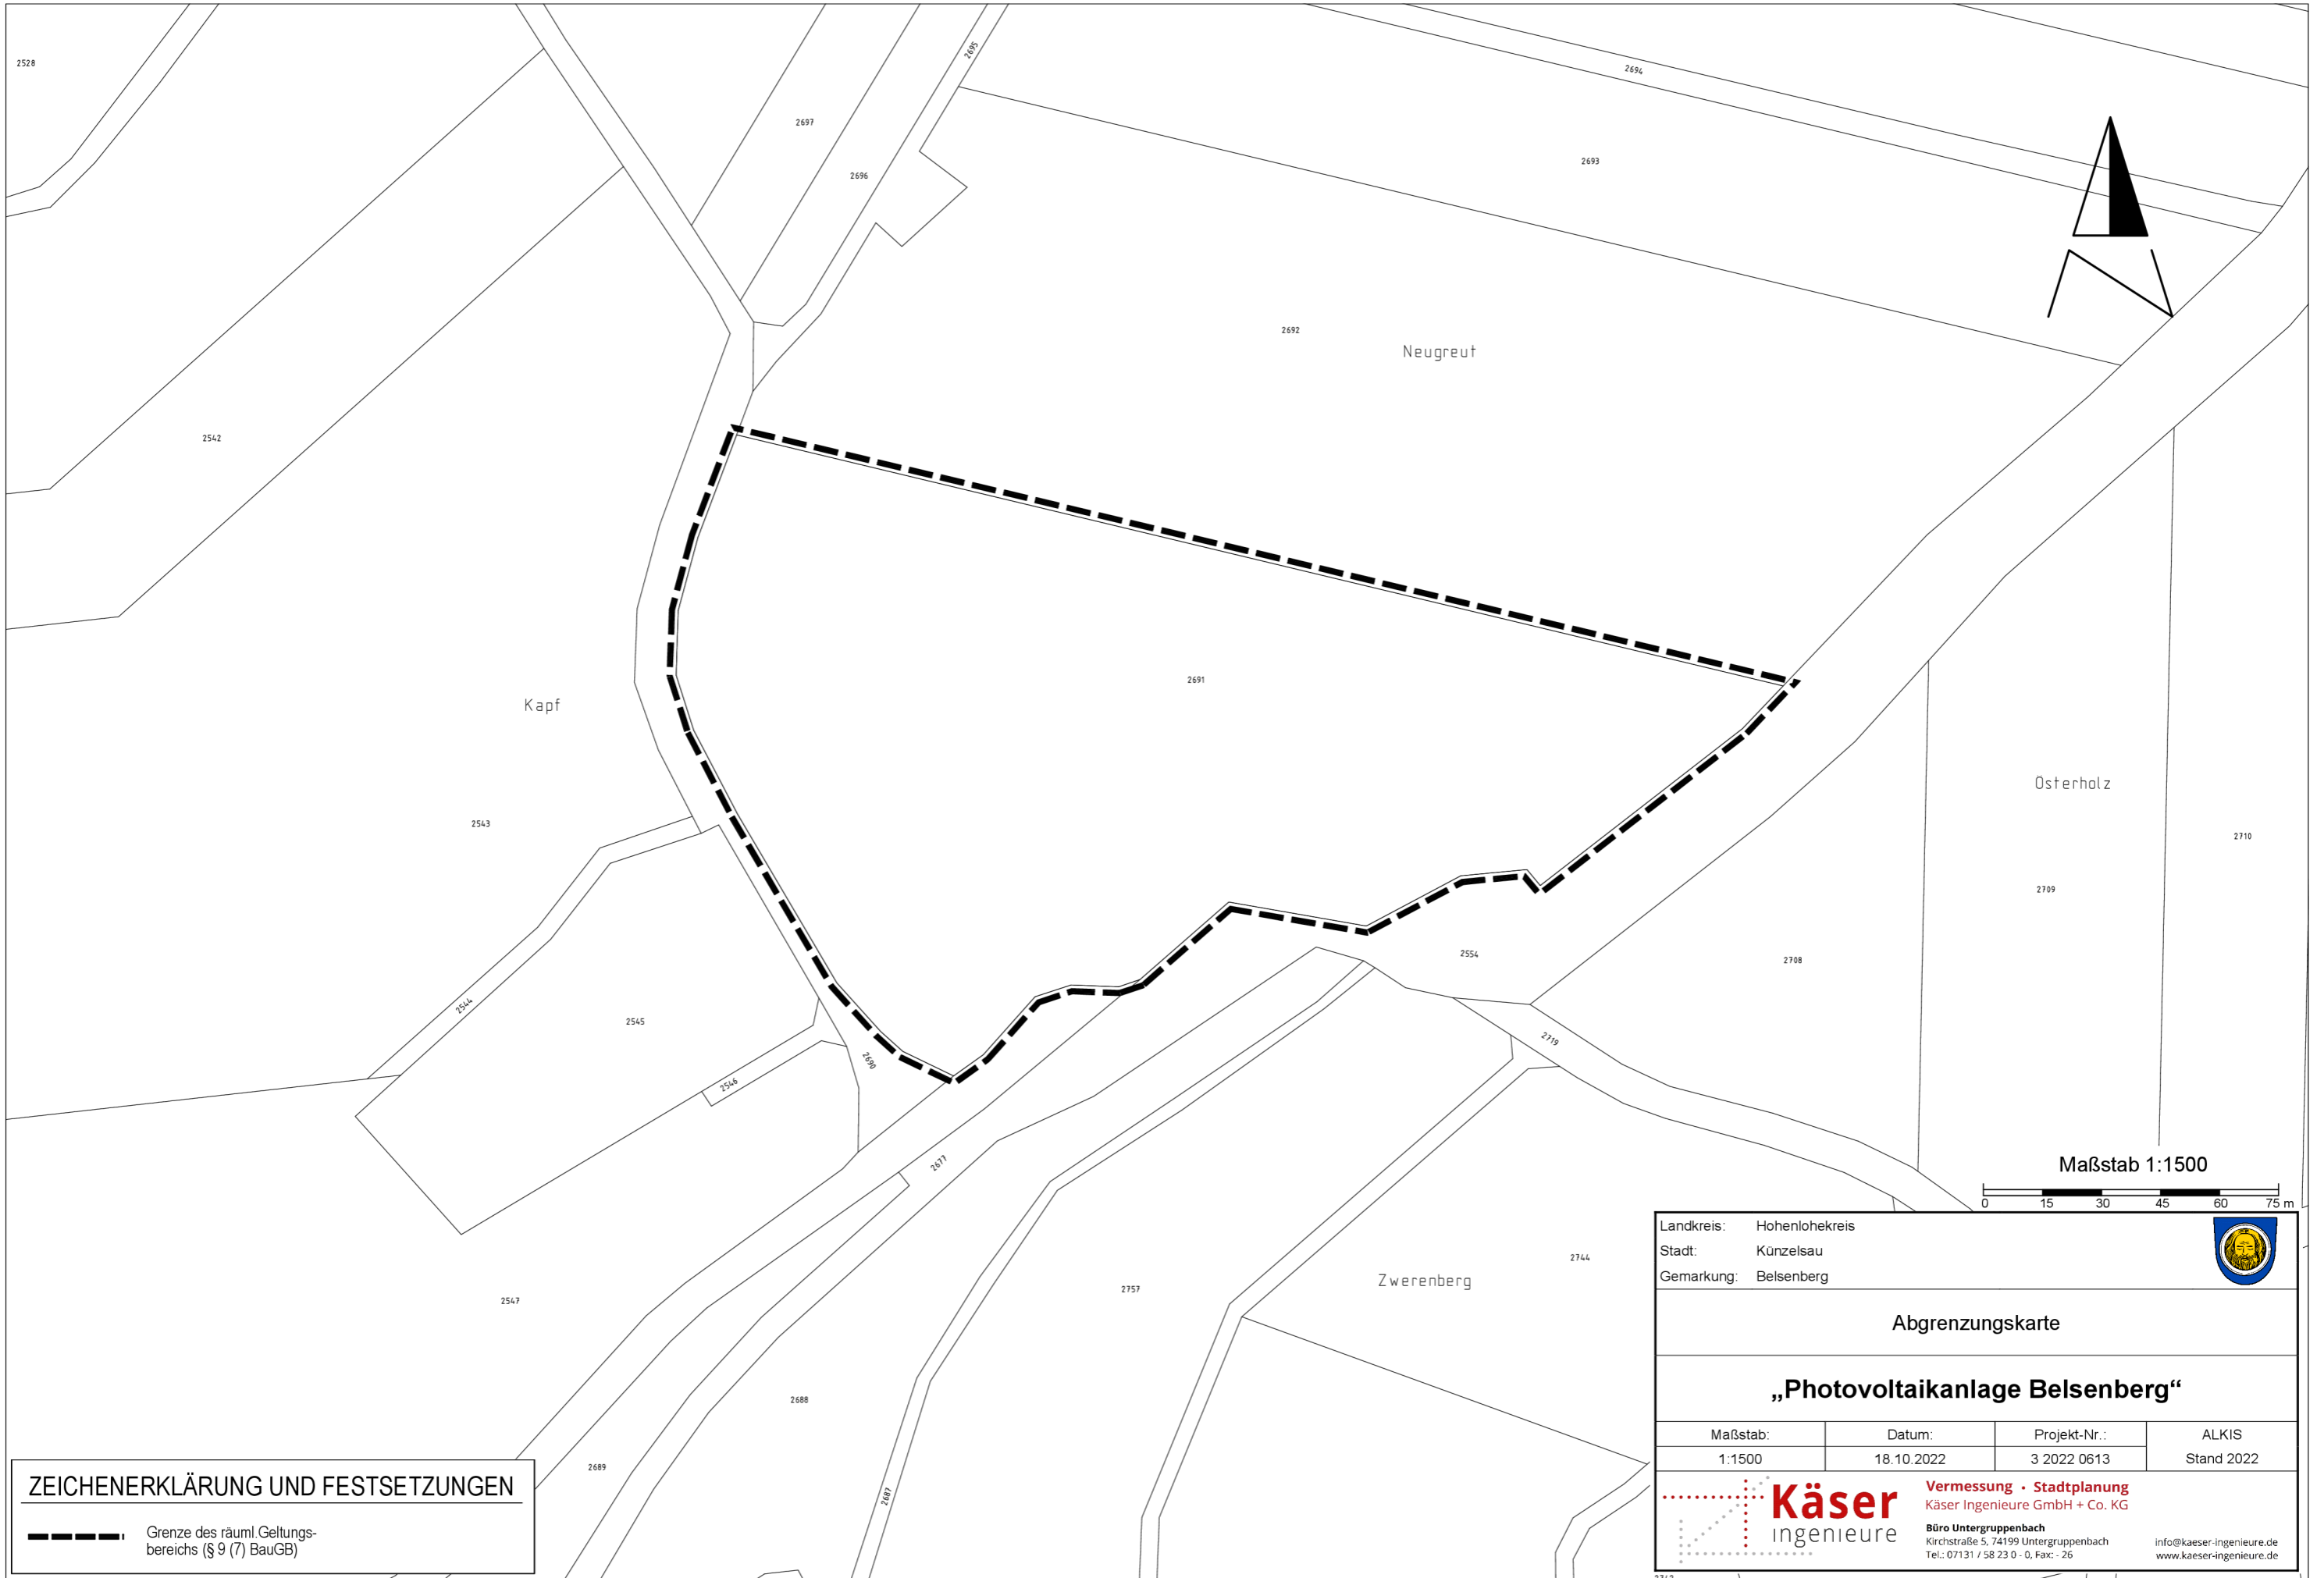 2528
2695
2694
2697
2693
2696
2692
Neugreut
2542
2691
Kapf
Osterholz
2543
2710
2709
2554
2708
2544
2545
2719
2690
2546
2677
Maßstab 1:1500
0 15 30 45 60 75 m
Landkreis: Hohenlohekreis
Stadt: Künzelsau
Gemarkung: Belsenberg
2744
Zwerenberg
2757
2547
Abgrenzungskarte
„Photovoltaikanlage Belsenberg“
2688
Maßstab: Datum: Projekt-Nr.: ALKIS
1:1500 18.10.2022 3 2022 0613 Stand 2022
2689
2687
ZEICHENERKLÄRUNG UND FESTSETZUNGEN
Grenze des räuml.Geltungs-
bereichs (§ 9 (7) BauGB)
Käser
ingenieure
Vermessung · Stadtplanung
Käser Ingenieure GmbH + Co. KG
Büro Untergruppenbach
Kirchstraße 5, 74199 Untergruppenbach
Tel.: 07131 / 58 23 0 - 0, Fax: - 26
info@kaeser-ingenieure.de
www.kaeser-ingenieure.de